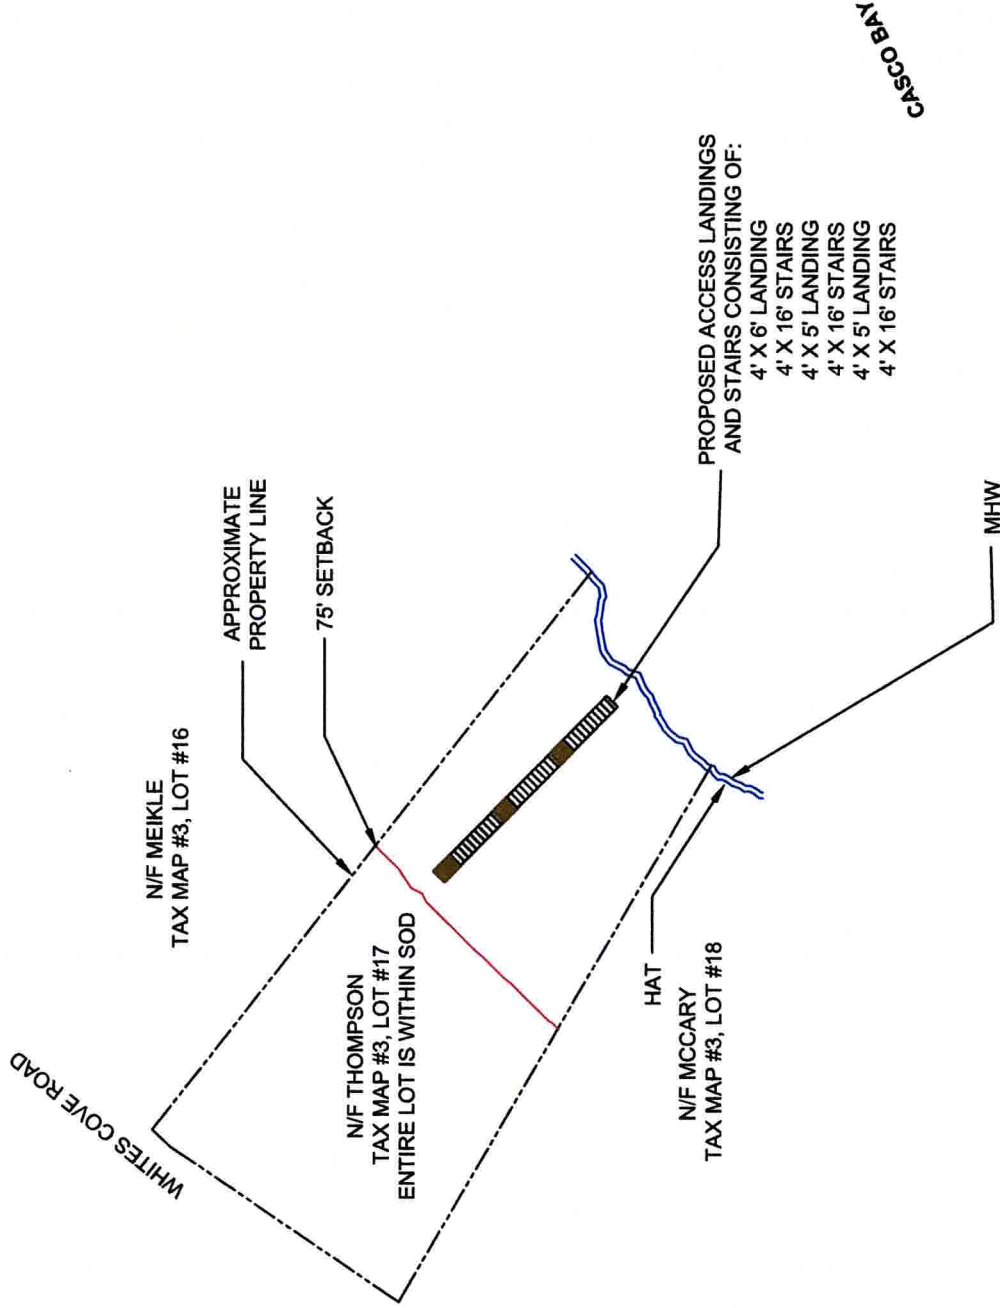 WHITES COVE ROAD
N/F MEIKLE
TAX MAP #3, LOT #16
APPROXIMATE
PROPERTY LINE
75' SETBACK
N/F THOMPSON
TAX MAP #3, LOT #17
ENTIRE LOT IS WITHIN SOD
HAT
N/F MCCARY
TAX MAP #3, LOT #18
PROPOSED ACCESS LANDINGS
AND STAIRS CONSISTING OF:
4' X 6' LANDING
4' X 16' STAIRS
4' X 5' LANDING
4' X 16' STAIRS
4' X 5' LANDING
4' X 16' STAIRS
MHW
CASCO BAY